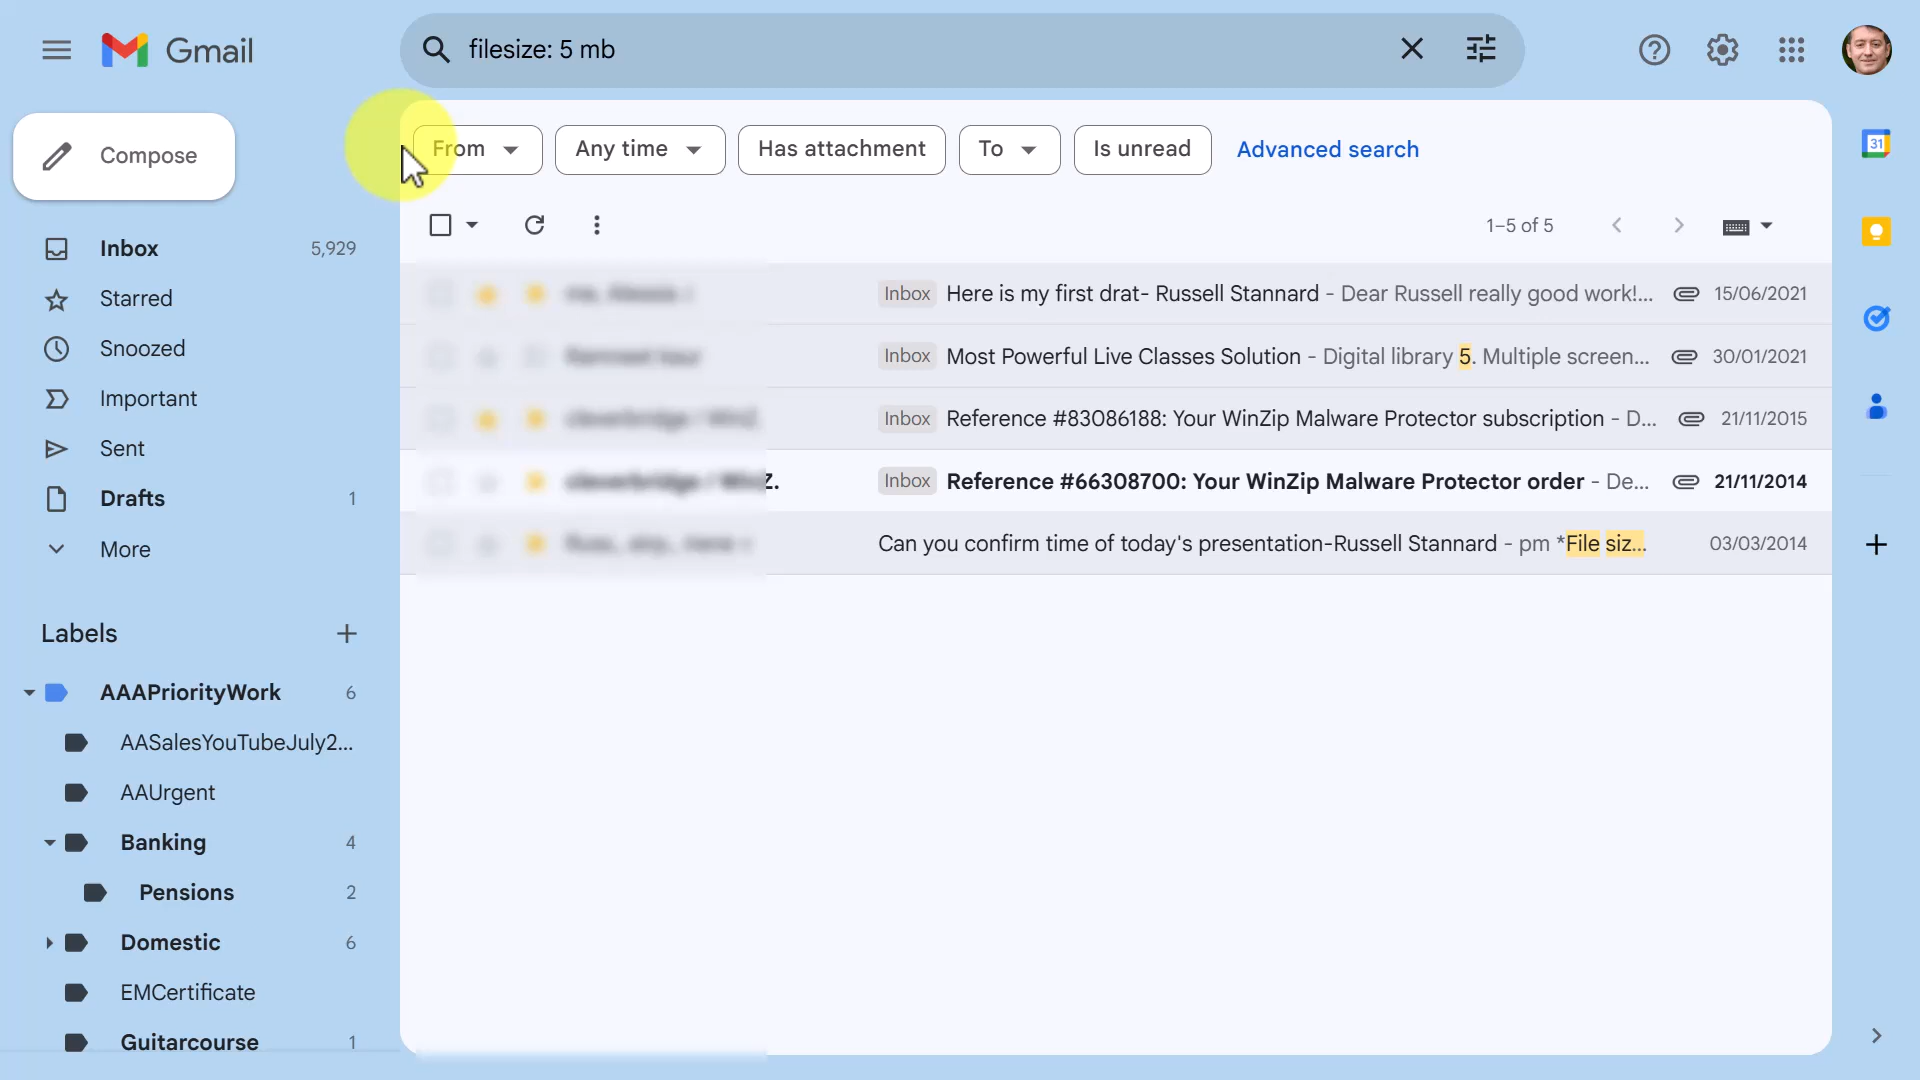 Gmail
filesize: 5 mb
Compose
From
Any time
Has attachment
To
Is unread
Advanced search
31
1–5 of 5
Inbox 5,929
Starred
Snoozed
Important
Sent
Drafts 1
More
Inbox Here is my first drat- Russell Stannard - Dear Russell really good work!... 15/06/2021
Inbox Most Powerful Live Classes Solution - Digital library 5. Multiple screen... 30/01/2021
Inbox Reference #83086188: Your WinZip Malware Protector subscription - D... 21/11/2015
Inbox Reference #66308700: Your WinZip Malware Protector order - De... 21/11/2014
Can you confirm time of today's presentation-Russell Stannard - pm *File siz... 03/03/2014
Labels
AAAPriorityWork 6
AASalesYouTubeJuly2...
AAUrgent
Banking 4
Pensions 2
Domestic 6
EMCertificate
Guitarcourse 1